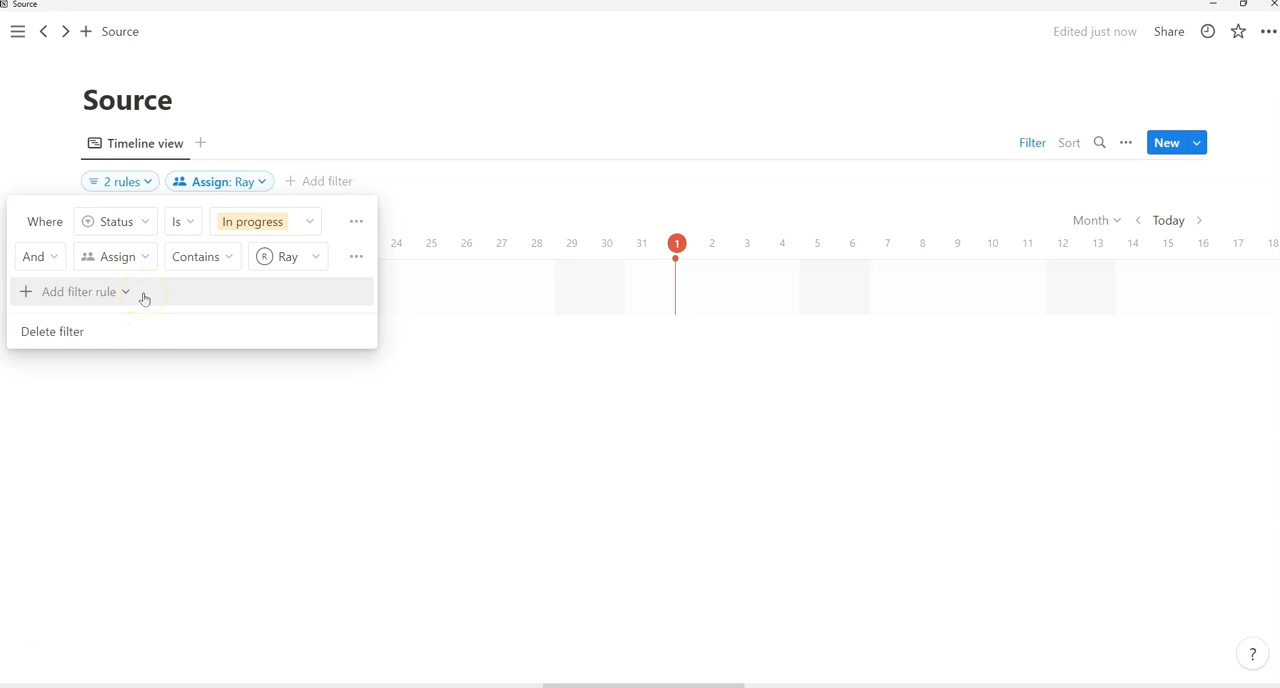 Source
Source
Edited just now Share
Source
Timeline view
Filter Sort New
2 rules Assign: Ray Add filter
Where Status Is In progress
Month Today
24 25 26 27 28 29 30 31 1 2 3 4 5 6 7 8 9 10 11 12 13 14 15 16 17 18
And Assign Contains R Ray
Add filter rule
Delete filter
?